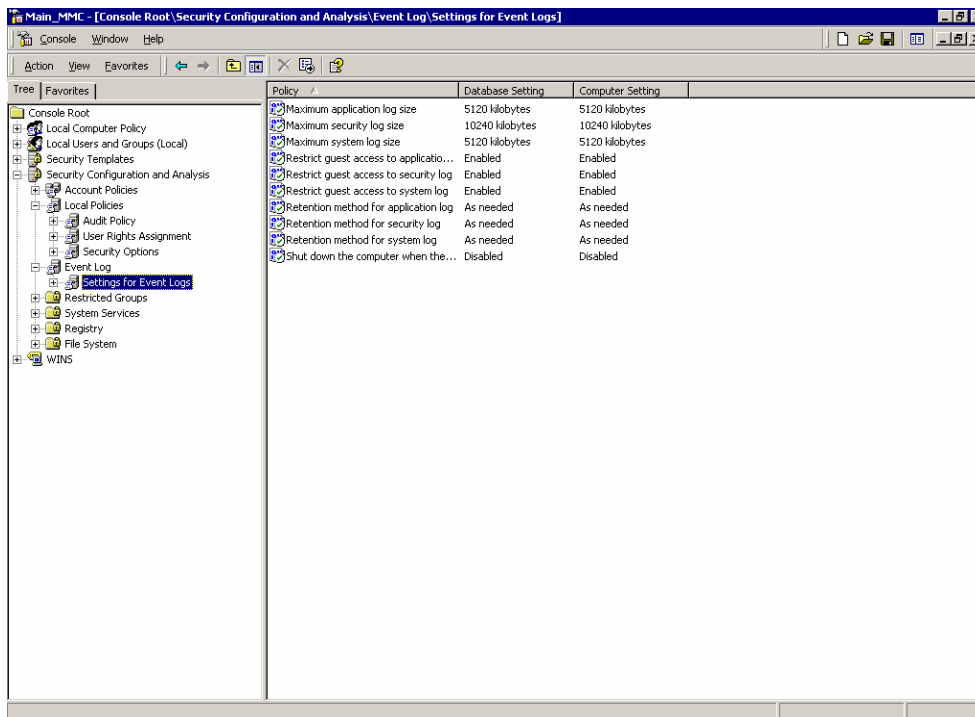 Main_MMC - [Console Root\Security Configuration and Analysis\Event Log\Settings for Event Logs]
Console Window Help
Action View Favorites
Tree Favorites
Console Root
Local Computer Policy
Local Users and Groups (Local)
Security Templates
Security Configuration and Analysis
Account Policies
Local Policies
Audit Policy
User Rights Assignment
Security Options
Event Log
Settings for Event Logs
Restricted Groups
System Services
Registry
File System
WINS
Policy Database Setting Computer Setting
Maximum application log size 5120 kilobytes 5120 kilobytes
Maximum security log size 10240 kilobytes 10240 kilobytes
Maximum system log size 5120 kilobytes 5120 kilobytes
Restrict guest access to applicatio... Enabled Enabled
Restrict guest access to security log Enabled Enabled
Restrict guest access to system log Enabled Enabled
Retention method for application log As needed As needed
Retention method for security log As needed As needed
Retention method for system log As needed As needed
Shut down the computer when the... Disabled Disabled